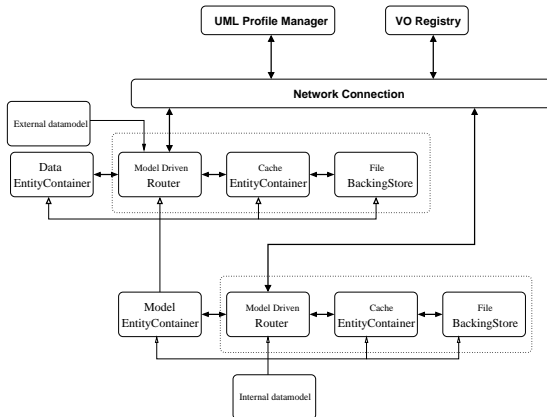 UML Profile Manager
VO Registry
Network Connection
External datamodel
Data
EntityContainer
Model Driven
Router
Cache
EntityContainer
File
BackingStore
Model
EntityContainer
Model Driven
Router
Cache
EntityContainer
File
BackingStore
Internal datamodel